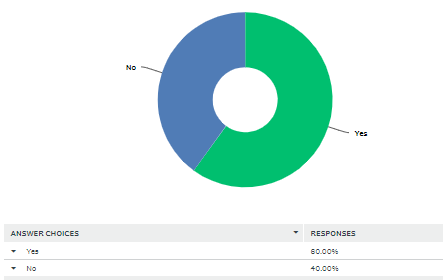 No
Yes
ANSWER CHOICES RESPONSES
Yes 60.00%
No 40.00%